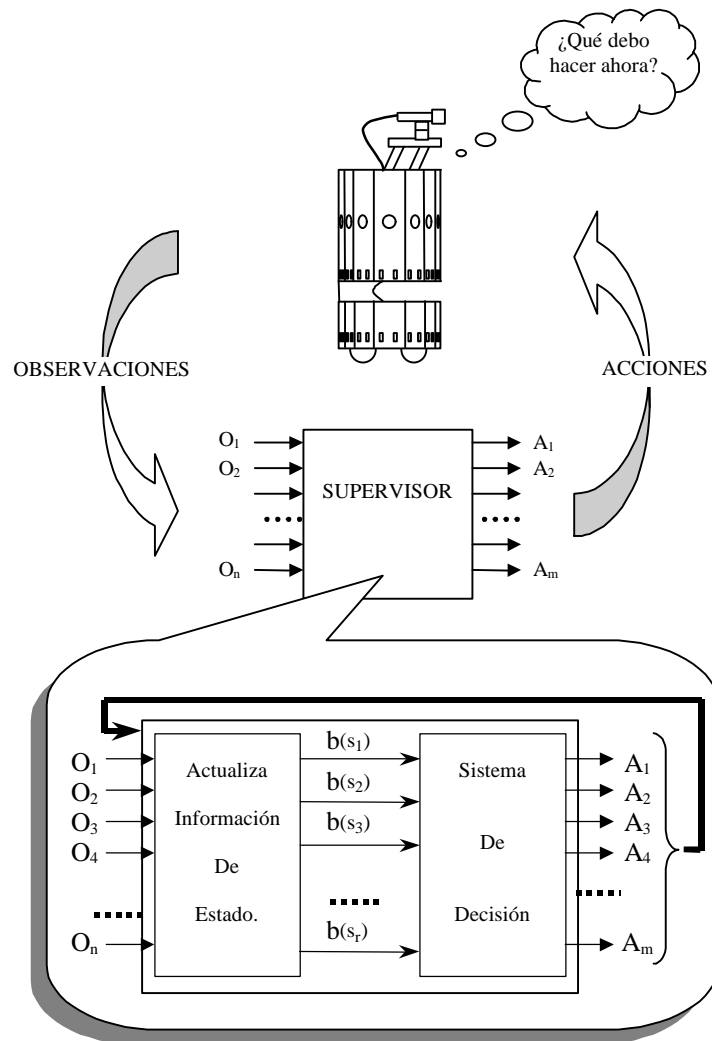 ¿Qué debo
hacer ahora?
OBSERVACIONES
ACCIONES
O1
O2
On
SUPERVISOR
A1
A2
Am
O1
O2
O3
O4
On
Actualiza
Información
De
Estado.
b(s1)
b(s2)
b(s3)
b(sr)
Sistema
De
Decisión
A1
A2
A3
A4
Am